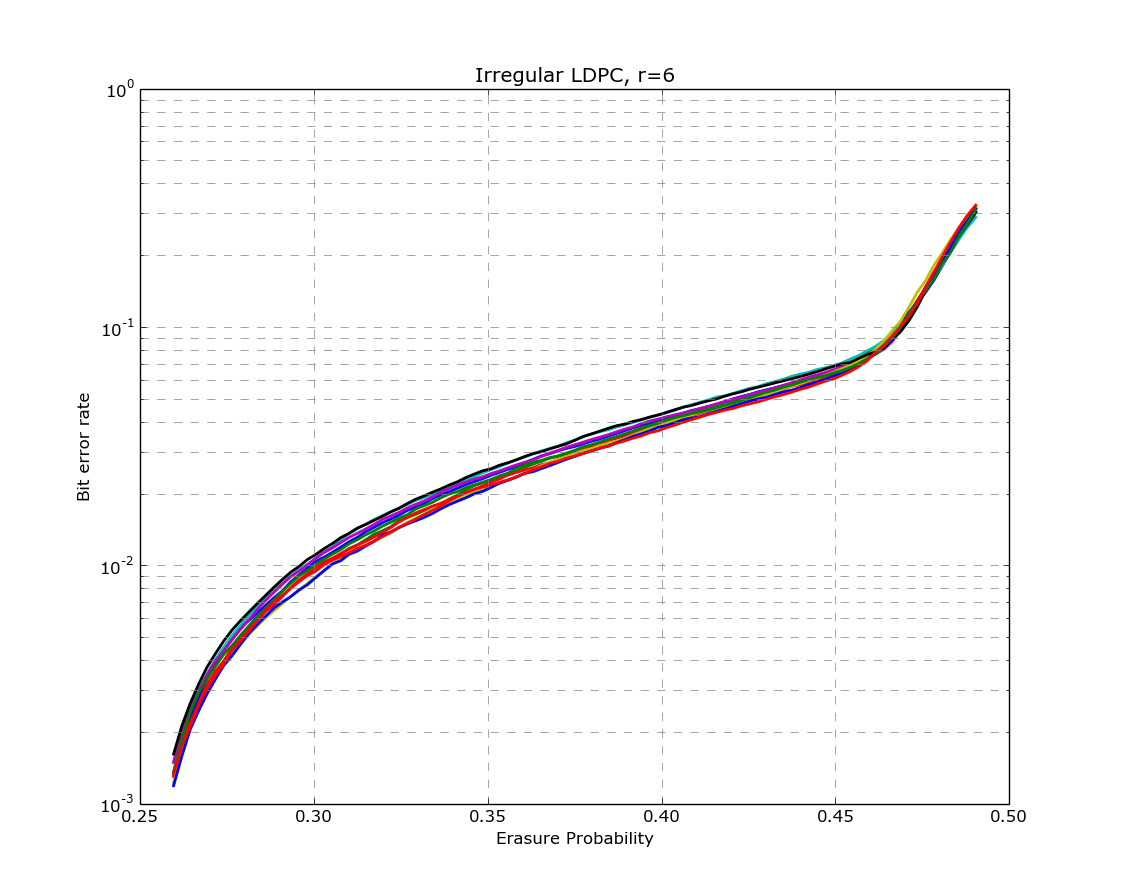 Irregular LDPC, r=6
10^0
10^-1
10^-2
10^-3
Bit error rate
0.25 0.30 0.35 0.40 0.45 0.50
Erasure Probability